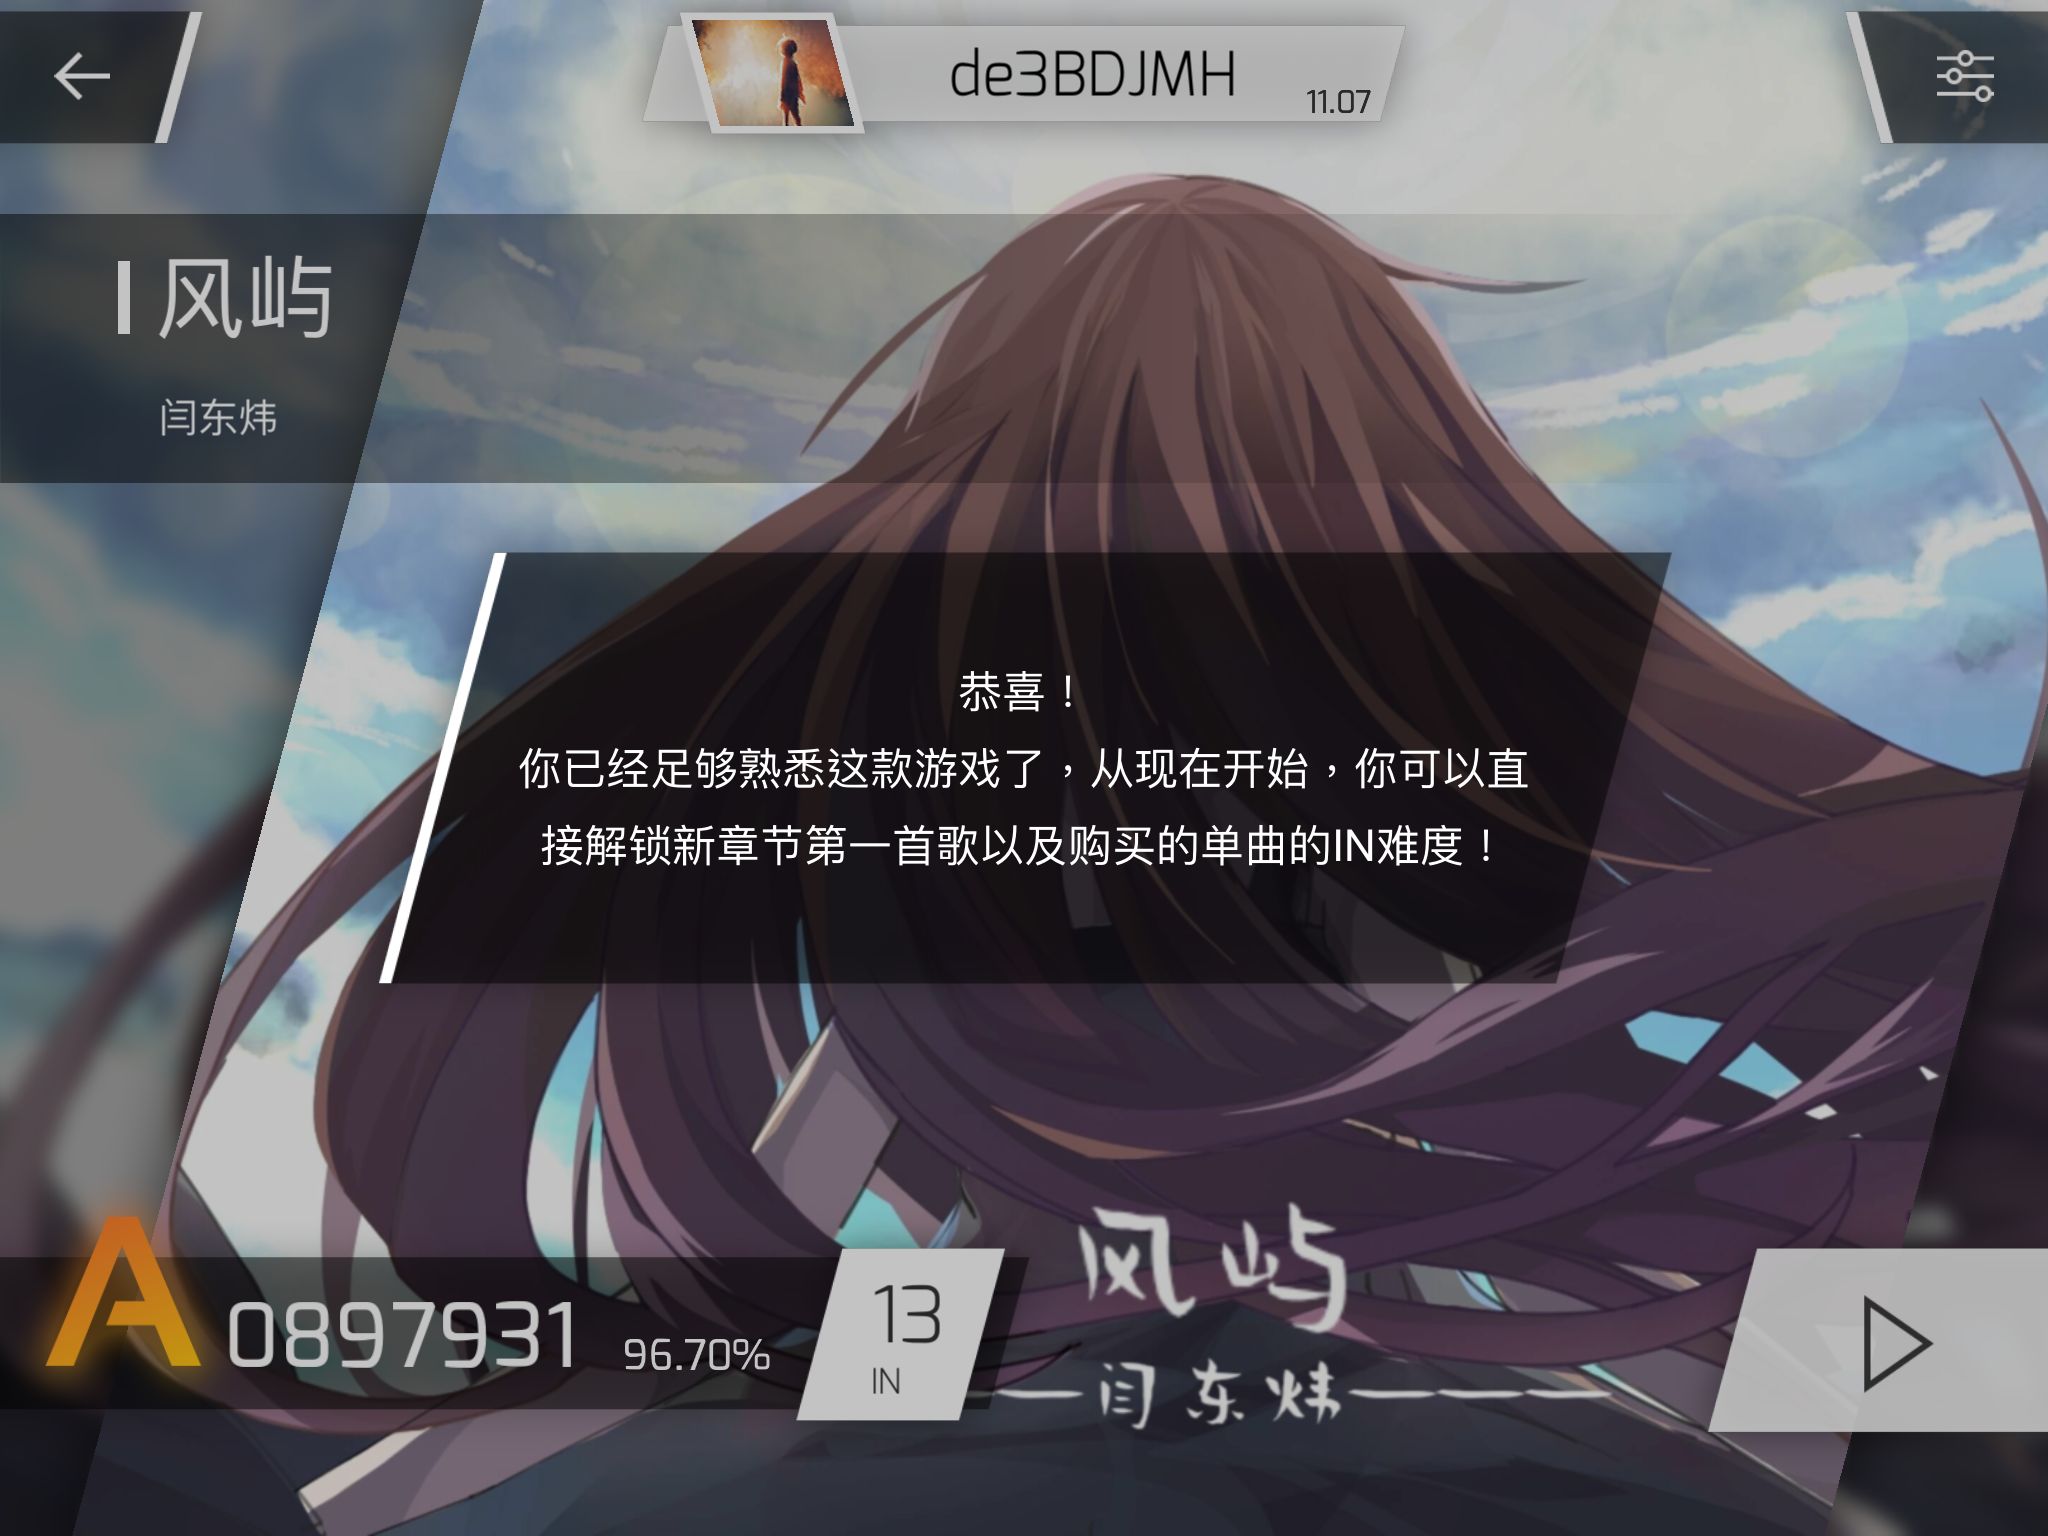 de3BDJMH
11.07
风屿
闫东炜
恭喜！
你已经足够熟悉这款游戏了，从现在开始，你可以直
接解锁新章节第一首歌以及购买的单曲的IN难度！
风屿
闫东炜
A 0897931 96.70%
13
IN